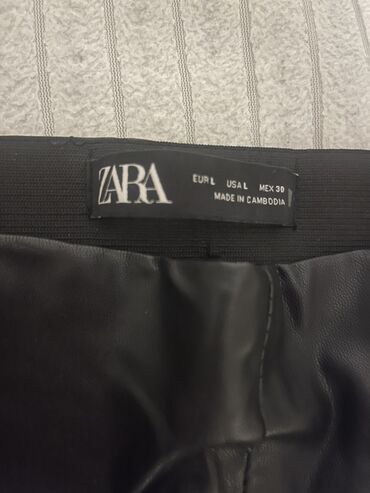 ZARA
EUR L USA L MEX 30
MADE IN CAMBODIA